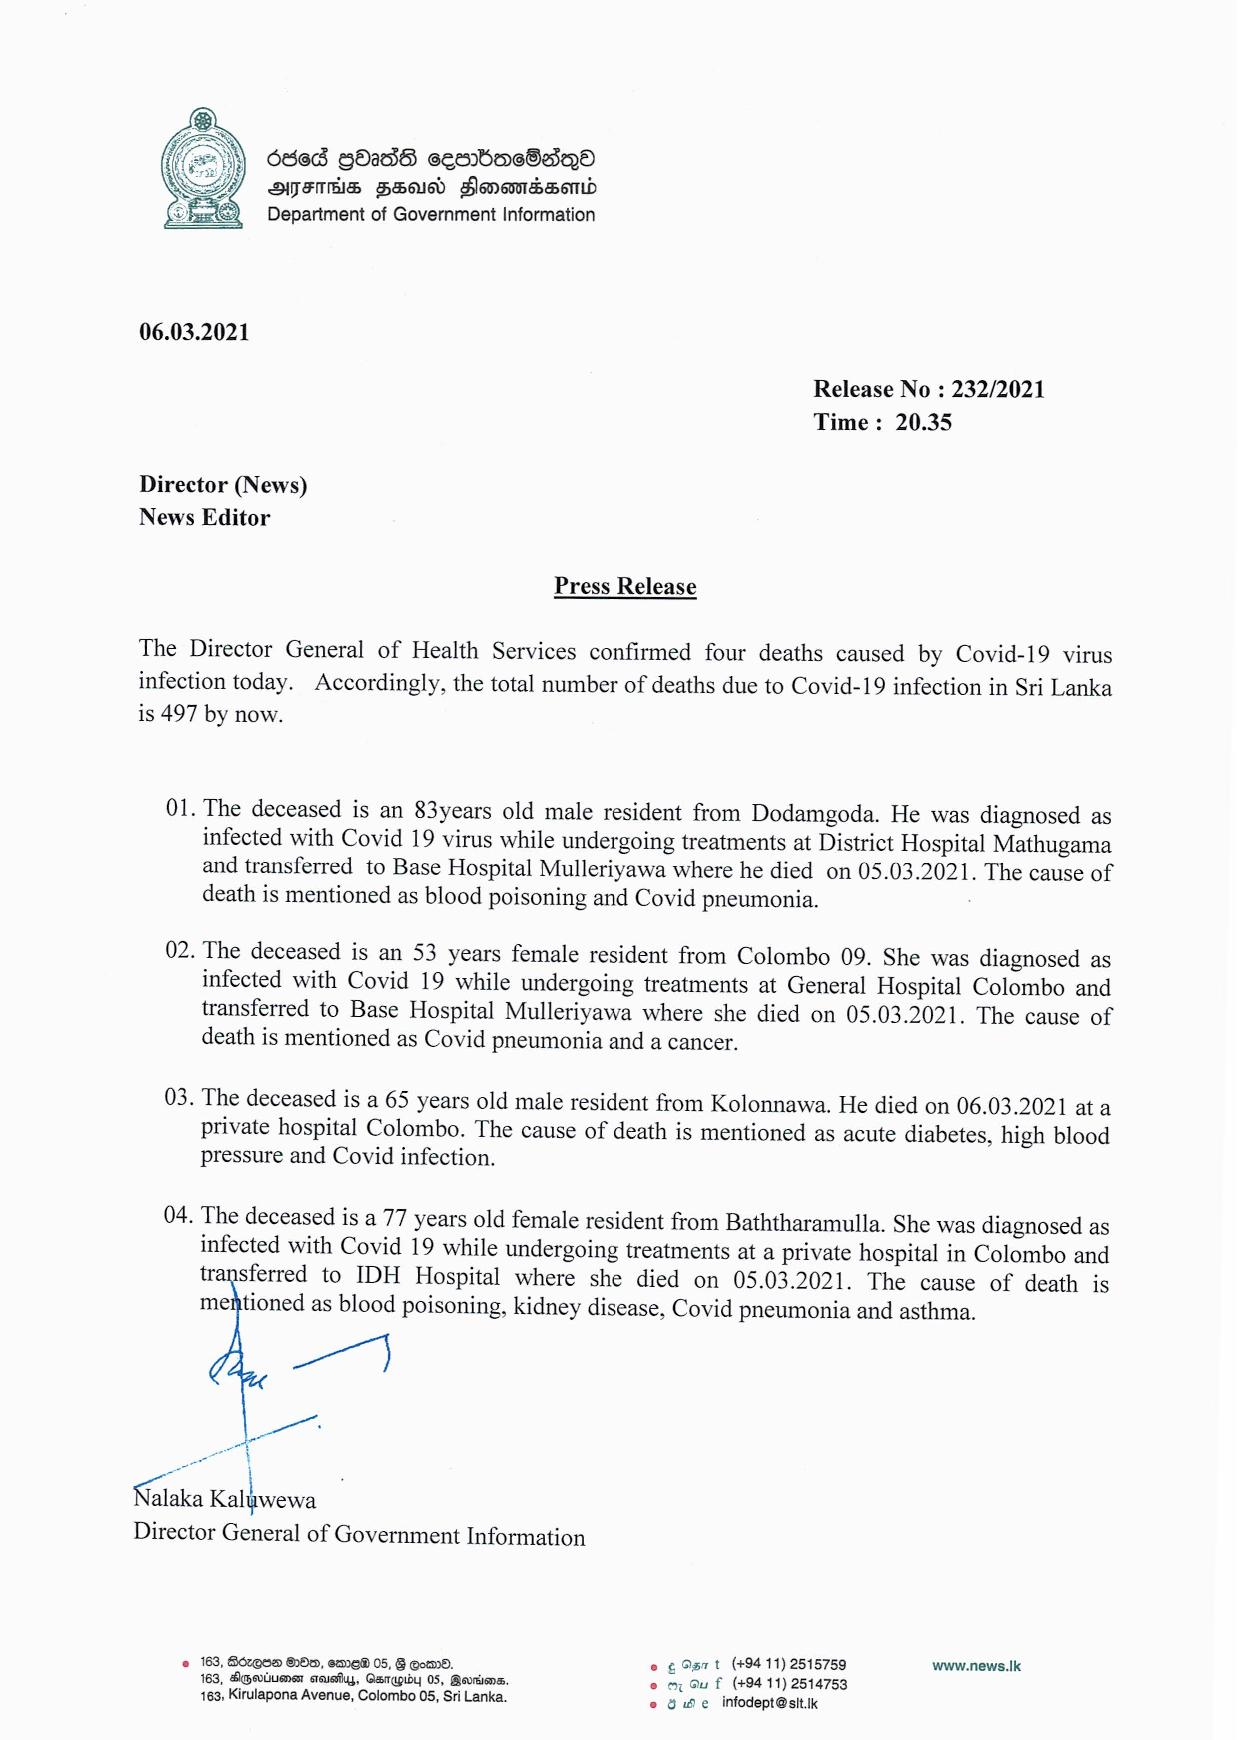 රජයේ ප්‍රවෘත්ති දෙපාර්තමේන්තුව
அரசாங்க தகவல் திணைக்களம்
Department of Government Information
06.03.2021
Release No : 232/2021
Time :  20.35
Director (News)
News Editor
Press Release
The Director General of Health Services confirmed four deaths caused by Covid-19 virus
infection today.   Accordingly, the total number of deaths due to Covid-19 infection in Sri Lanka
is 497 by now.
01. The deceased is an 83years old male resident from Dodamgoda. He was diagnosed as
infected with Covid 19 virus while undergoing treatments at District Hospital Mathugama
and transferred  to Base Hospital Mulleriyawa where he died  on 05.03.2021. The cause of
death is mentioned as blood poisoning and Covid pneumonia.
02. The deceased is an 53 years female resident from Colombo 09. She was diagnosed as
infected with Covid 19 while undergoing treatments at General Hospital Colombo and
transferred to Base Hospital Mulleriyawa where she died on 05.03.2021. The cause of
death is mentioned as Covid pneumonia and a cancer.
03. The deceased is a 65 years old male resident from Kolonnawa. He died on 06.03.2021 at a
private hospital Colombo. The cause of death is mentioned as acute diabetes, high blood
pressure and Covid infection.
04. The deceased is a 77 years old female resident from Baththaramulla. She was diagnosed as
infected with Covid 19 while undergoing treatments at a private hospital in Colombo and
transferred to IDH Hospital where she died on 05.03.2021. The cause of death is
mentioned as blood poisoning, kidney disease, Covid pneumonia and asthma.
Nalaka Kaluwewa
Director General of Government Information
163, කිරුලපන මාවත, කොළඹ 05, ශ්‍රී ලංකාව.
163, கிருலப்பனை எவனியூ, கொழும்பு 05, இலங்கை.
163, Kirulapona Avenue, Colombo 05, Sri Lanka.
දු தொ t (+94 11) 2515759
ෆැ பெ f (+94 11) 2514753
ඊ மி e infodept@slt.lk
www.news.lk